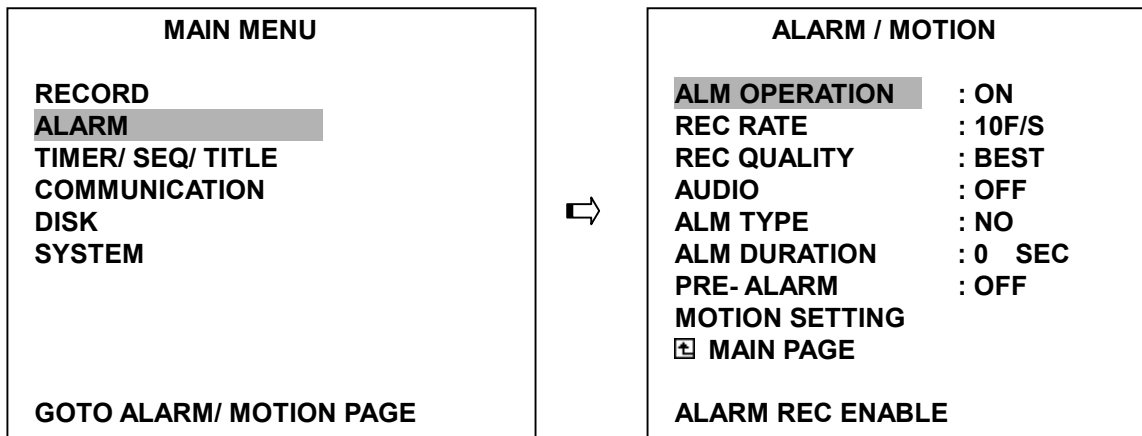 MAIN MENU
RECORD
ALARM
TIMER/ SEQ/ TITLE
COMMUNICATION
DISK
SYSTEM
GOTO ALARM/ MOTION PAGE
ALARM / MOTION
ALM OPERATION : ON
REC RATE : 10F/S
REC QUALITY : BEST
AUDIO : OFF
ALM TYPE : NO
ALM DURATION : 0 SEC
PRE- ALARM : OFF
MOTION SETTING
MAIN PAGE
ALARM REC ENABLE